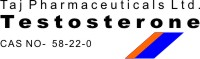 Taj Pharmaceuticals Ltd.
Testosterone
CAS NO- 58-22-0